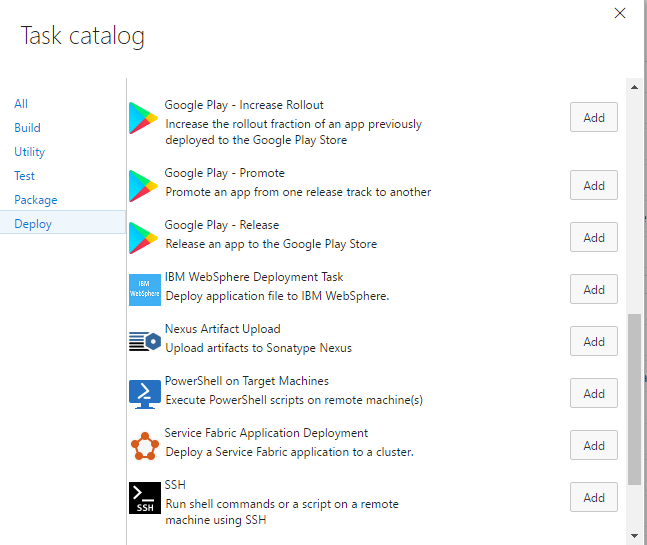 Task catalog
All
Build
Utility
Test
Package
Deploy
Google Play - Increase Rollout
Increase the rollout fraction of an app previously
deployed to the Google Play Store
Add
Google Play - Promote
Promote an app from one release track to another
Add
Google Play - Release
Release an app to the Google Play Store
Add
IBM
WebSphere
IBM WebSphere Deployment Task
Deploy application file to IBM WebSphere.
Add
Nexus Artifact Upload
Upload artifacts to Sonatype Nexus
Add
PowerShell on Target Machines
Execute PowerShell scripts on remote machine(s)
Add
Service Fabric Application Deployment
Deploy a Service Fabric application to a cluster.
Add
SSH
SSH
Run shell commands or a script on a remote
machine using SSH
Add